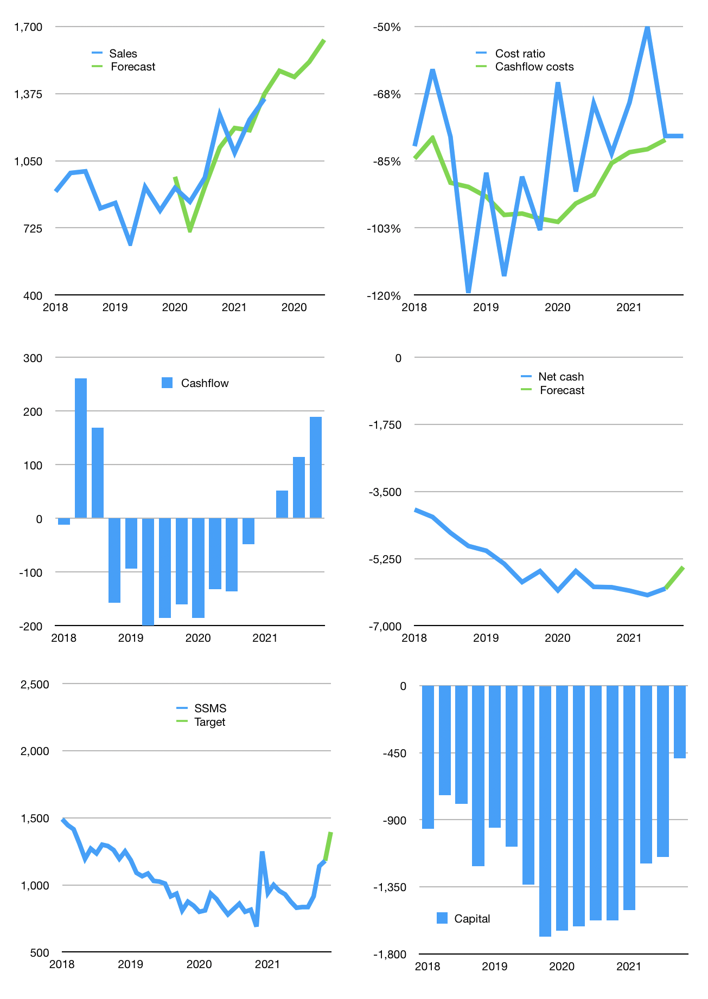 1,700
1,375
1,050
725
400
Sales
Forecast
2018 2019 2020 2021 2020
-50%
-68%
-85%
-103%
-120%
Cost ratio
Cashflow costs
2018 2019 2020 2021
300
200
100
0
-100
-200
Cashflow
2018 2019 2020 2021
0
-1,750
-3,500
-5,250
-7,000
Net cash
Forecast
2018 2019 2020 2021
2,500
2,000
1,500
1,000
500
SSMS
Target
2018 2019 2020 2021
0
-450
-900
-1,350
-1,800
Capital
2018 2019 2020 2021